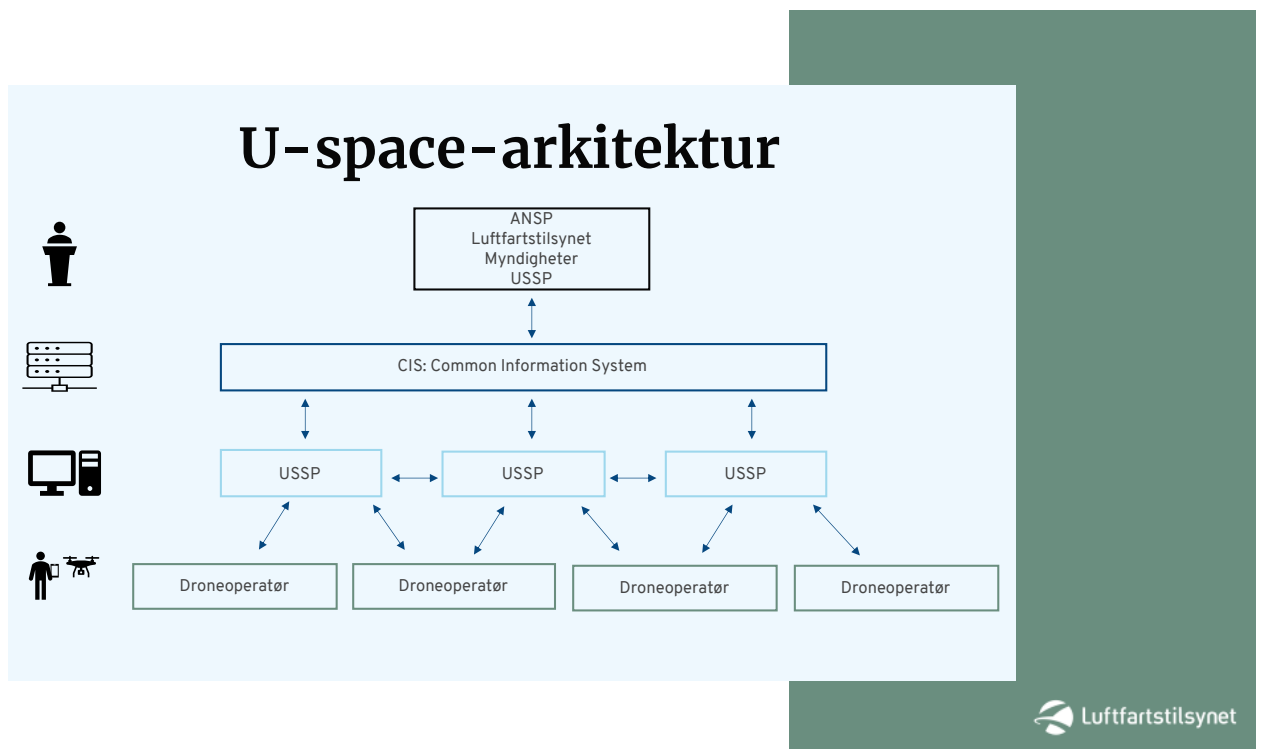 U-space-arkitektur
ANSP
Luftfartstilsynet
Myndigheter
USSP
CIS: Common Information System
USSP
USSP
USSP
Droneoperatør
Droneoperatør
Droneoperatør
Droneoperatør
Luftfartstilsynet